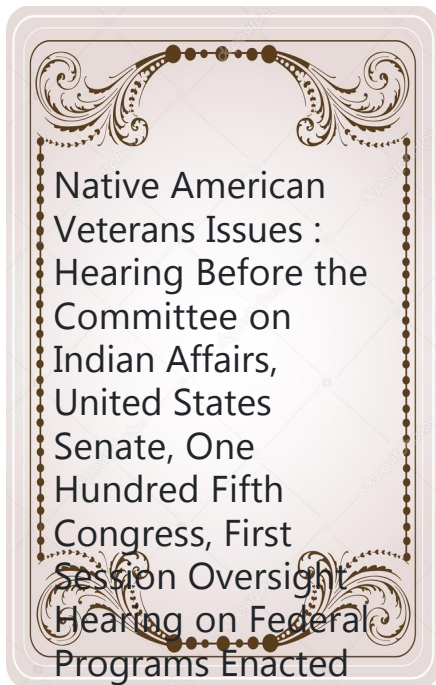 Native American
Veterans Issues :
Hearing Before the
Committee on
Indian Affairs,
United States
Senate, One
Hundred Fifth
Congress, First
Session Oversight
Hearing on Federal
Programs Enacted